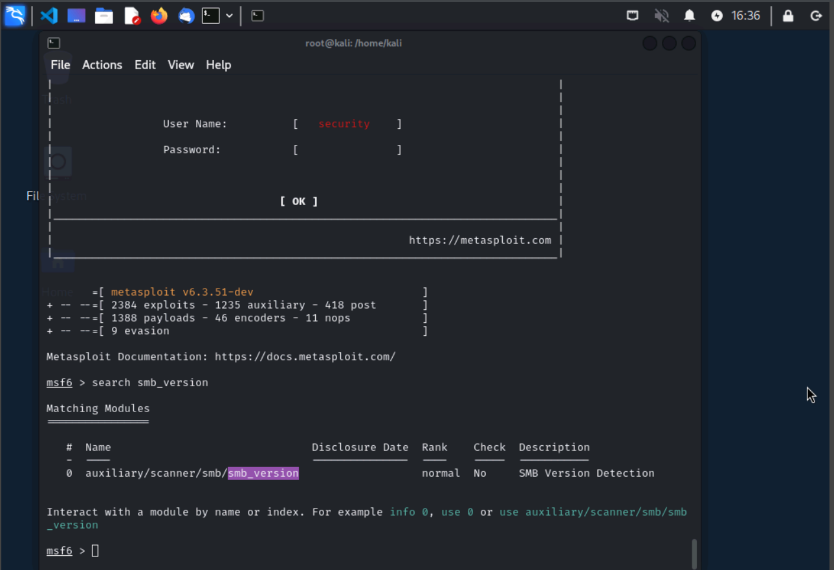 16:36
root@kali: /home/kali
File Actions Edit View Help
User Name: [ security ]
Password: [ ]
[ OK ]
https://metasploit.com
=[ metasploit v6.3.51-dev ]
+ -- --=[ 2384 exploits - 1235 auxiliary - 418 post ]
+ -- --=[ 1388 payloads - 46 encoders - 11 nops ]
+ -- --=[ 9 evasion ]
Metasploit Documentation: https://docs.metasploit.com/
msf6 > search smb_version
Matching Modules
================
# Name Disclosure Date Rank Check Description
- ---- --------------- ---- ----- -----------
0 auxiliary/scanner/smb/smb_version normal No SMB Version Detection
Interact with a module by name or index. For example info 0, use 0 or use auxiliary/scanner/smb/smb
_version
msf6 >